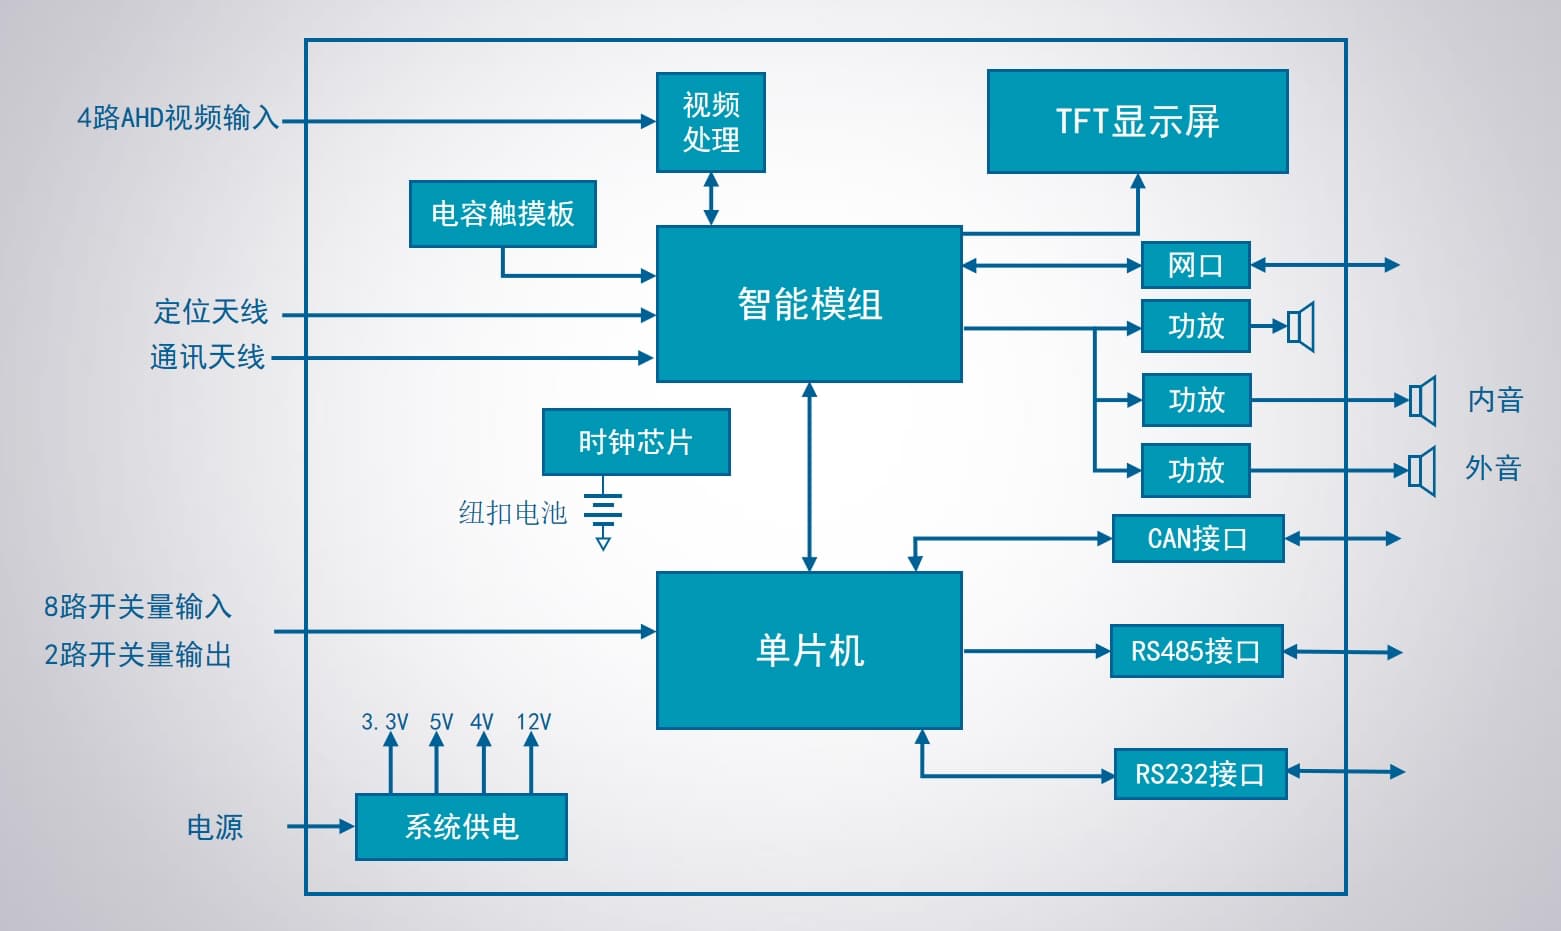 4路AHD视频输入
视频
处理
TFT显示屏
电容触摸板
智能模组
网口
定位天线
通讯天线
功放
功放
内音
功放
外音
时钟芯片
纽扣电池
CAN接口
8路开关量输入
2路开关量输出
单片机
RS485接口
3.3V 5V 4V 12V
RS232接口
电源
系统供电